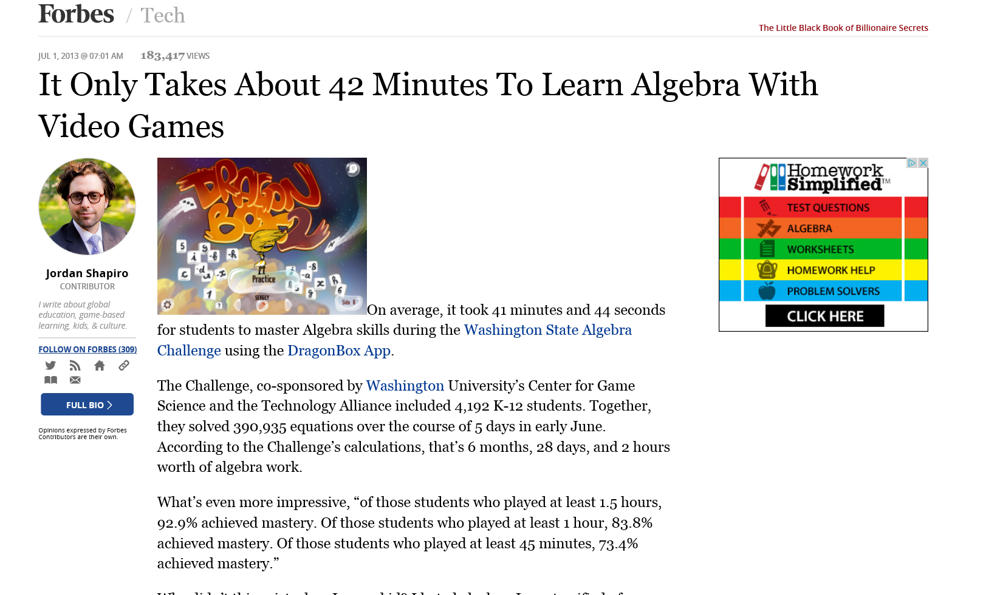 Forbes / Tech
The Little Black Book of Billionaire Secrets
JUL 1, 2013 @ 07:01 AM 183,417 VIEWS
It Only Takes About 42 Minutes To Learn Algebra With
Video Games
Jordan Shapiro
CONTRIBUTOR
I write about global
education, game-based
learning, kids, & culture.
FOLLOW ON FORBES (309)
FULL BIO
Opinions expressed by Forbes
Contributors are their own.
DRAGON
BOX 2
Practice
SERGEY
Side B
On average, it took 41 minutes and 44 seconds
for students to master Algebra skills during the Washington State Algebra
Challenge using the DragonBox App.
The Challenge, co-sponsored by Washington University’s Center for Game
Science and the Technology Alliance included 4,192 K-12 students. Together,
they solved 390,935 equations over the course of 5 days in early June.
According to the Challenge’s calculations, that’s 6 months, 28 days, and 2 hours
worth of algebra work.
What’s even more impressive, “of those students who played at least 1.5 hours,
92.9% achieved mastery. Of those students who played at least 1 hour, 83.8%
achieved mastery. Of those students who played at least 45 minutes, 73.4%
achieved mastery.”
Homework
Simplified™
TEST QUESTIONS
ALGEBRA
WORKSHEETS
HOMEWORK HELP
PROBLEM SOLVERS
CLICK HERE